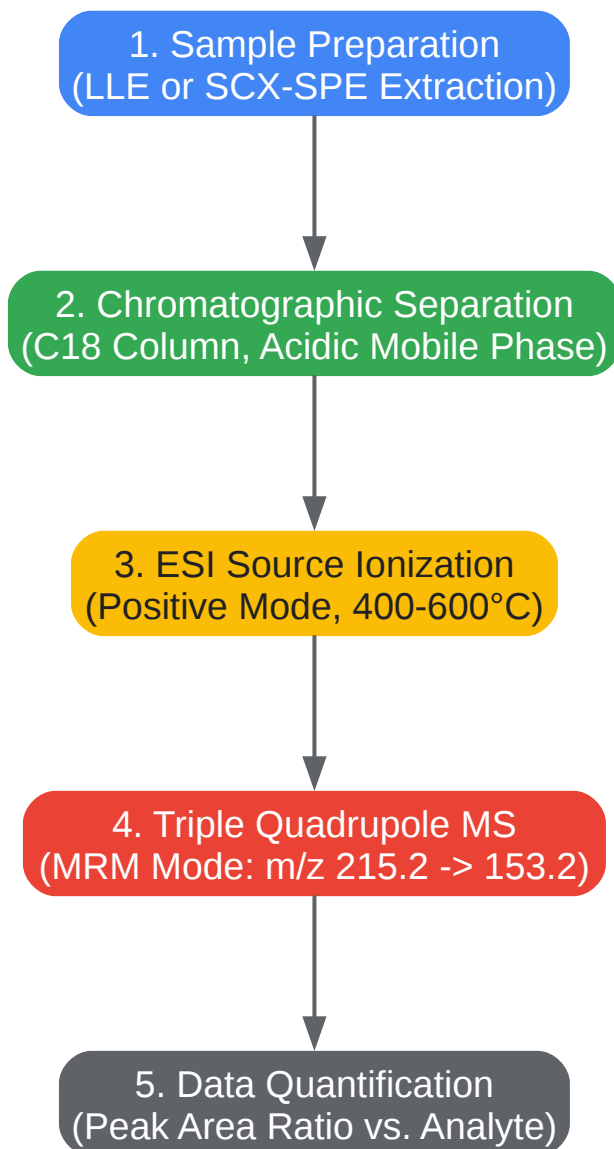 1. Sample Preparation
(LLE or SCX-SPE Extraction)
2. Chromatographic Separation
(C18 Column, Acidic Mobile Phase)
3. ESI Source Ionization
(Positive Mode, 400-600°C)
4. Triple Quadrupole MS
(MRM Mode: m/z 215.2 -> 153.2)
5. Data Quantification
(Peak Area Ratio vs. Analyte)